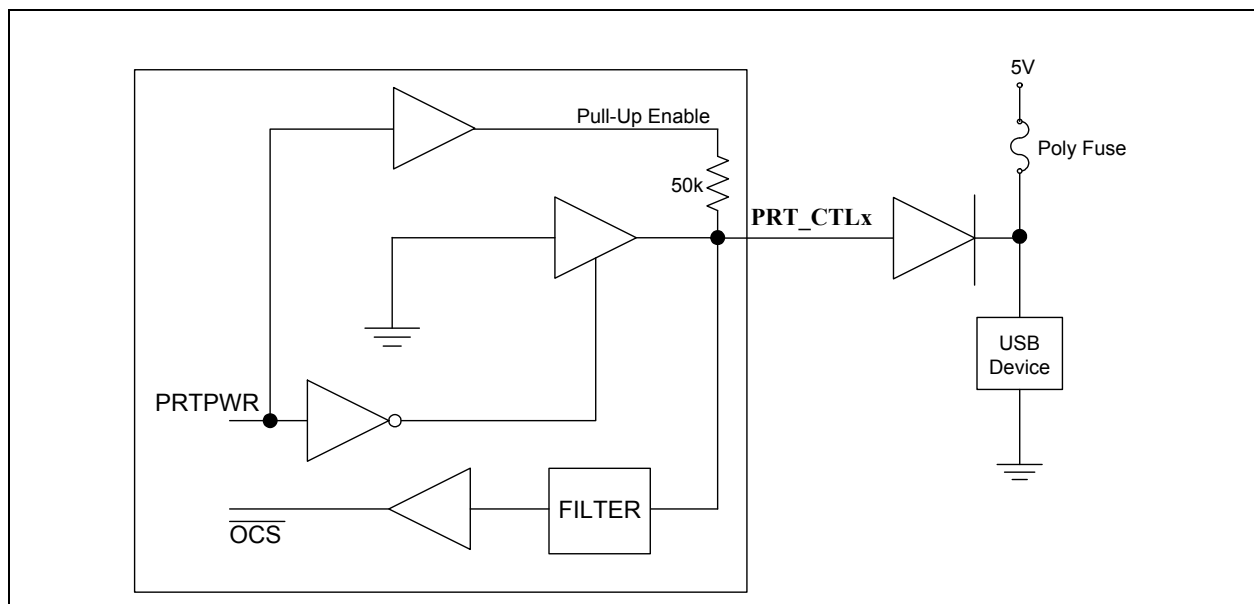 5V
Pull-Up Enable
Poly Fuse
50k
PRT_CTLx
USB
Device
PRTPWR
FILTER
OCS